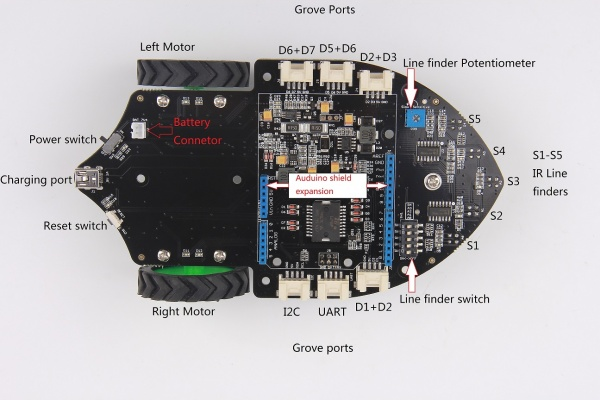 Grove Ports
Left Motor
D6+D7
D5+D6
D2+D3
Line finder Potentiometer
Battery
Connetor
Power switch
S5
S4
S1-S5
IR Line
finders
S3
Charging port
Auduino shield
expansion
S2
Reset switch
S1
Right Motor
I2C
UART
D1+D2
Line finder switch
Grove ports